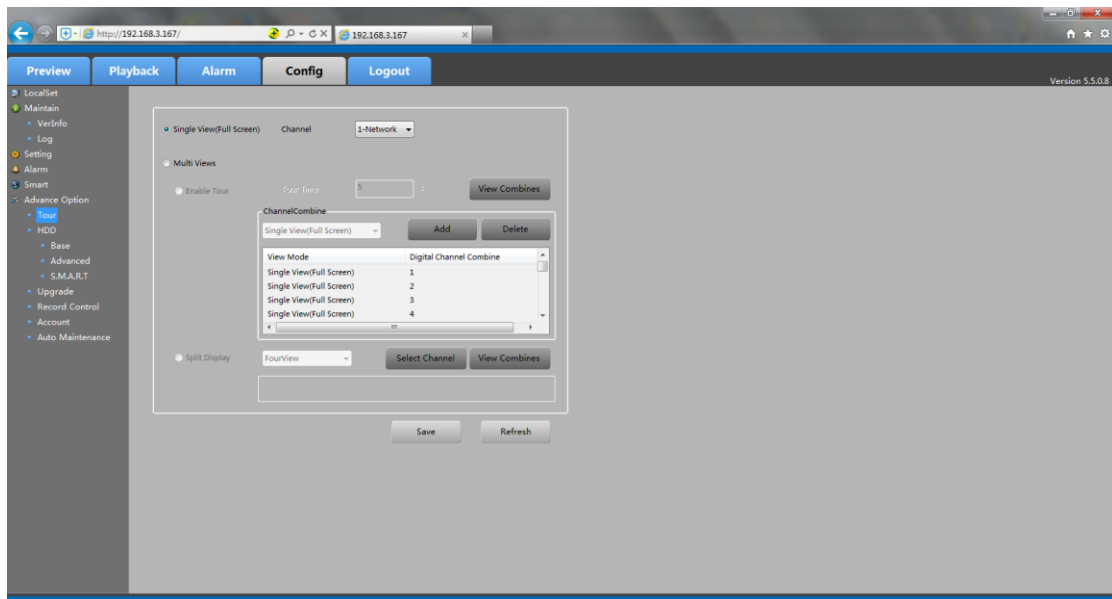 http://192.168.3.167/
192.168.3.167
Preview
Playback
Alarm
Config
Logout
Version 5.5.0.8
LocalSet
Maintain
VerInfo
Log
Setting
Alarm
Smart
Advance Option
Tour
HDD
Base
Advanced
S.M.A.R.T
Upgrade
Record Control
Account
Auto Maintenance
Single View(Full Screen) Channel 1-Network
Multi Views
Enable Tour Tour Time 5 s View Combines
ChannelCombine
Single View(Full Screen) Add Delete
View Mode Digital Channel Combine
Single View(Full Screen) 1
Single View(Full Screen) 2
Single View(Full Screen) 3
Single View(Full Screen) 4
Split Display FourView Select Channel View Combines
Save Refresh